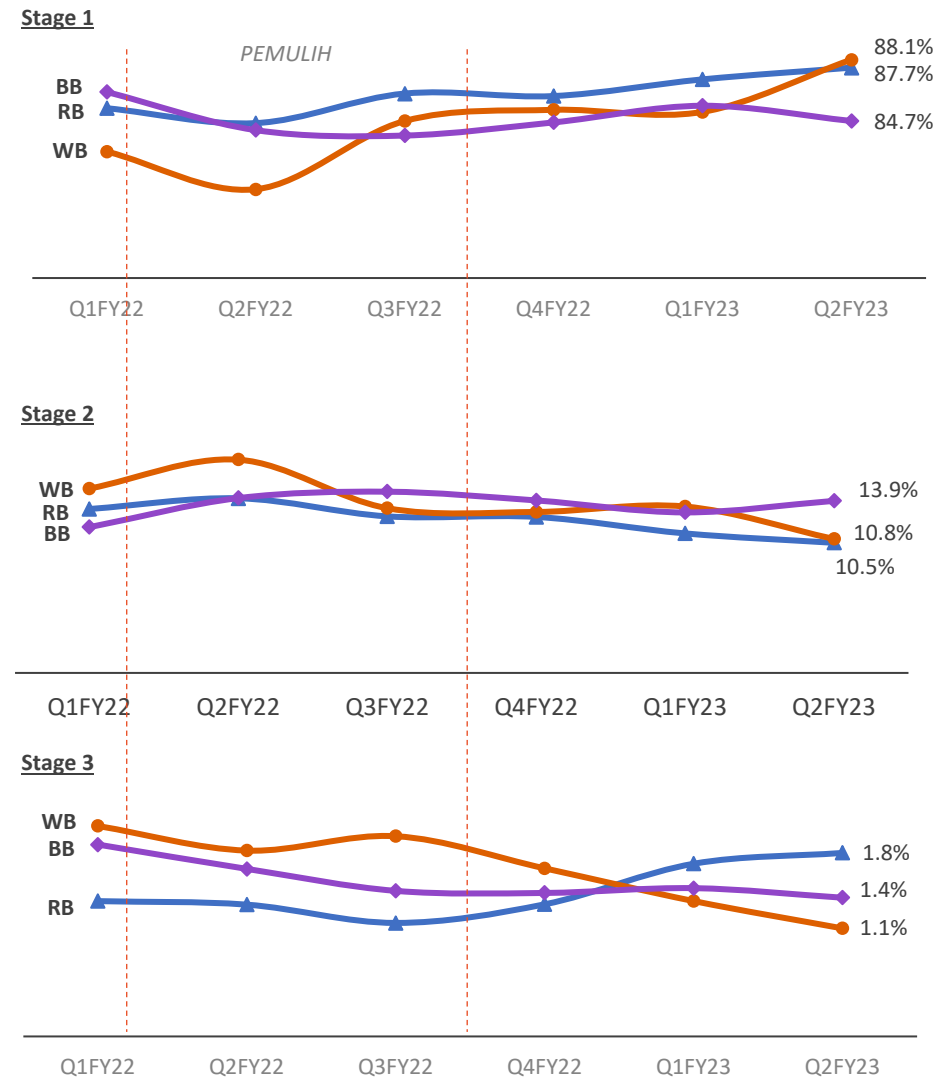 Stage 1
PEMULIH
BB
RB
WB
88.1%
87.7%
84.7%
Q1FY22 Q2FY22 Q3FY22 Q4FY22 Q1FY23 Q2FY23
Stage 2
WB
RB
BB
13.9%
10.8%
10.5%
Q1FY22 Q2FY22 Q3FY22 Q4FY22 Q1FY23 Q2FY23
Stage 3
WB
BB
RB
1.8%
1.4%
1.1%
Q1FY22 Q2FY22 Q3FY22 Q4FY22 Q1FY23 Q2FY23